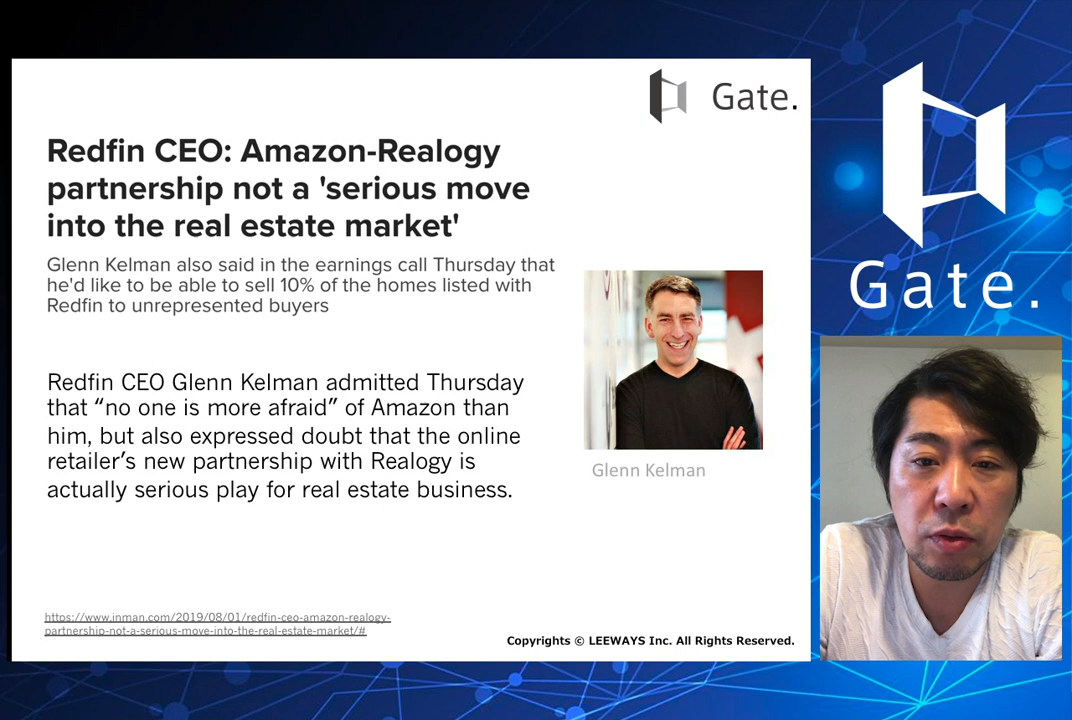 Gate.
Redfin CEO: Amazon-Realogy
partnership not a 'serious move
into the real estate market'
Glenn Kelman also said in the earnings call Thursday that
he'd like to be able to sell 10% of the homes listed with
Redfin to unrepresented buyers
Redfin CEO Glenn Kelman admitted Thursday
that “no one is more afraid” of Amazon than
him, but also expressed doubt that the online
retailer’s new partnership with Realogy is
actually serious play for real estate business.
Glenn Kelman
https://www.inman.com/2019/08/01/redfin-ceo-amazon-realogy-
partnership-not-a-serious-move-into-the-real-estate-market/#
Copyrights © LEEWAYS Inc. All Rights Reserved.
Gate.